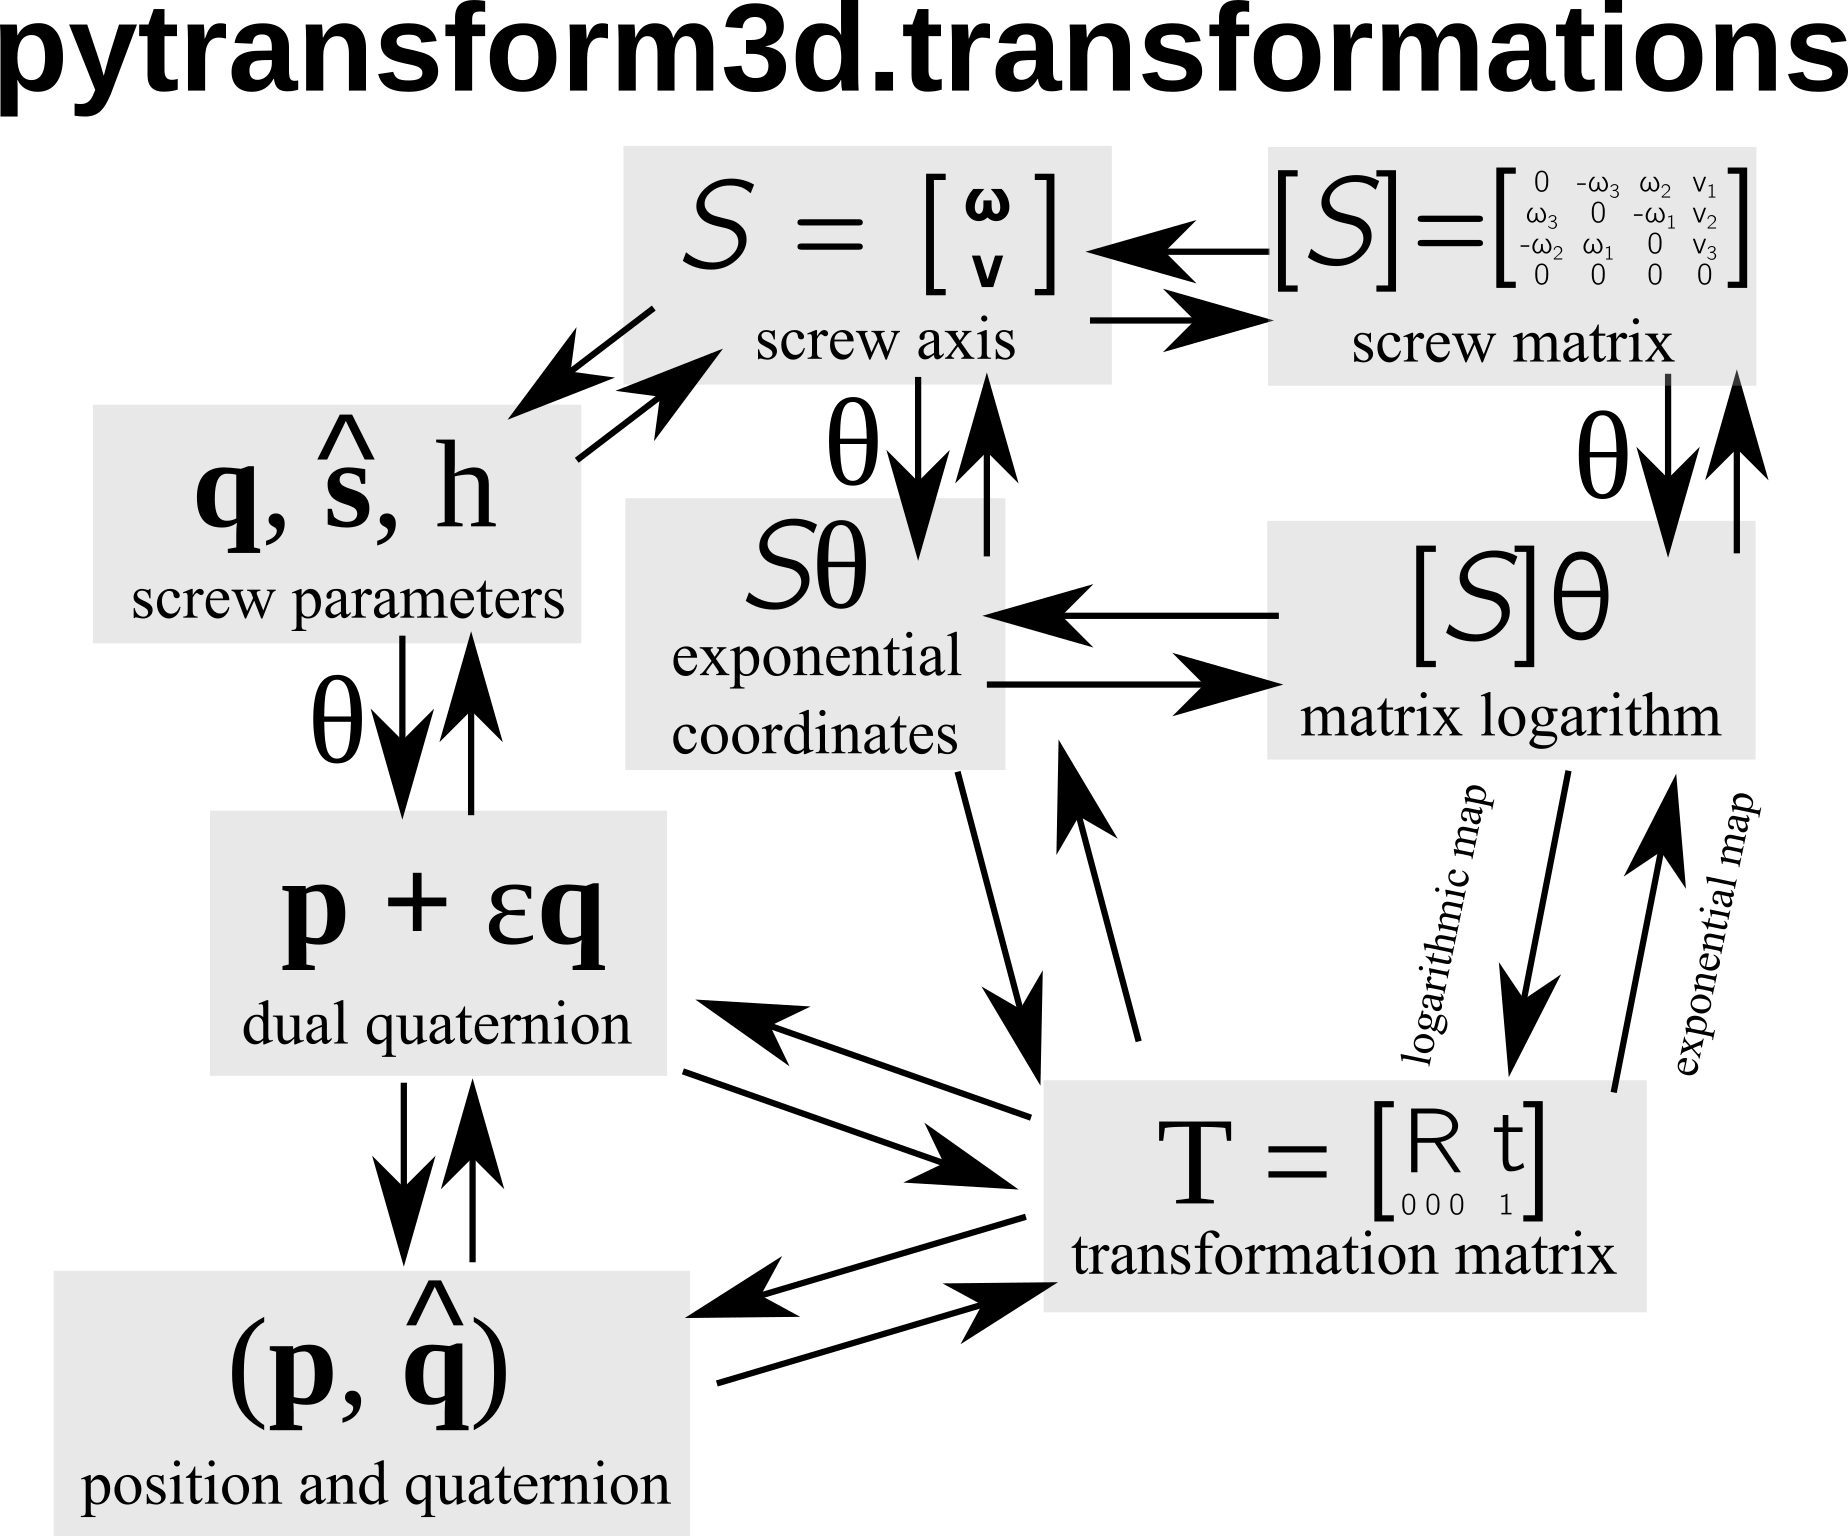 pytransform3d.transformations
S = [ω v]
screw axis
[S]=[0 -ω₃ ω₂ v₁
ω₃ 0 -ω₁ v₂
-ω₂ ω₁ 0 v₃
0 0 0 0]
screw matrix
θ
θ
q, ŝ, h
screw parameters
Sθ
exponential
coordinates
[S]θ
matrix logarithm
θ
logarithmic map
exponential map
p + εq
dual quaternion
T = [R t
000 1]
transformation matrix
(p, q̂)
position and quaternion